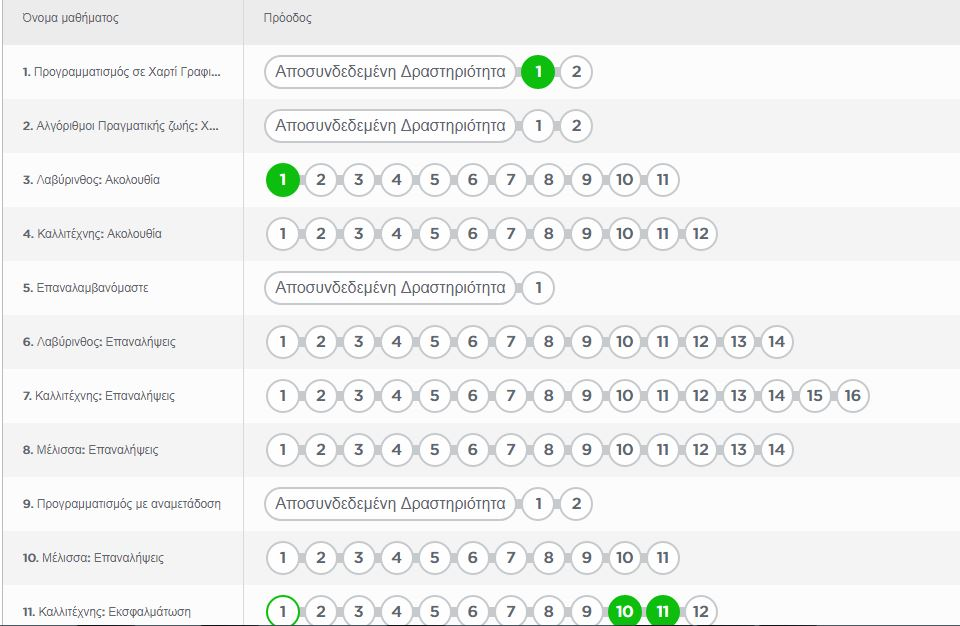 Όνομα μαθήματος Πρόοδος
1. Προγραμματισμός σε Χαρτί Γραφι... Αποσυνδεδεμένη Δραστηριότητα 1 2
2. Αλγόριθμοι Πραγματικής ζωής: Χ... Αποσυνδεδεμένη Δραστηριότητα 1 2
3. Λαβύρινθος: Ακολουθία 1 2 3 4 5 6 7 8 9 10 11
4. Καλλιτέχνης: Ακολουθία 1 2 3 4 5 6 7 8 9 10 11 12
5. Επαναλαμβανόμαστε Αποσυνδεδεμένη Δραστηριότητα 1
6. Λαβύρινθος: Επαναλήψεις 1 2 3 4 5 6 7 8 9 10 11 12 13 14
7. Καλλιτέχνης: Επαναλήψεις 1 2 3 4 5 6 7 8 9 10 11 12 13 14 15 16
8. Μέλισσα: Επαναλήψεις 1 2 3 4 5 6 7 8 9 10 11 12 13 14
9. Προγραμματισμός με αναμετάδοση Αποσυνδεδεμένη Δραστηριότητα 1 2
10. Μέλισσα: Επαναλήψεις 1 2 3 4 5 6 7 8 9 10 11
11. Καλλιτέχνης: Εκσφαλμάτωση 1 2 3 4 5 6 7 8 9 10 11 12